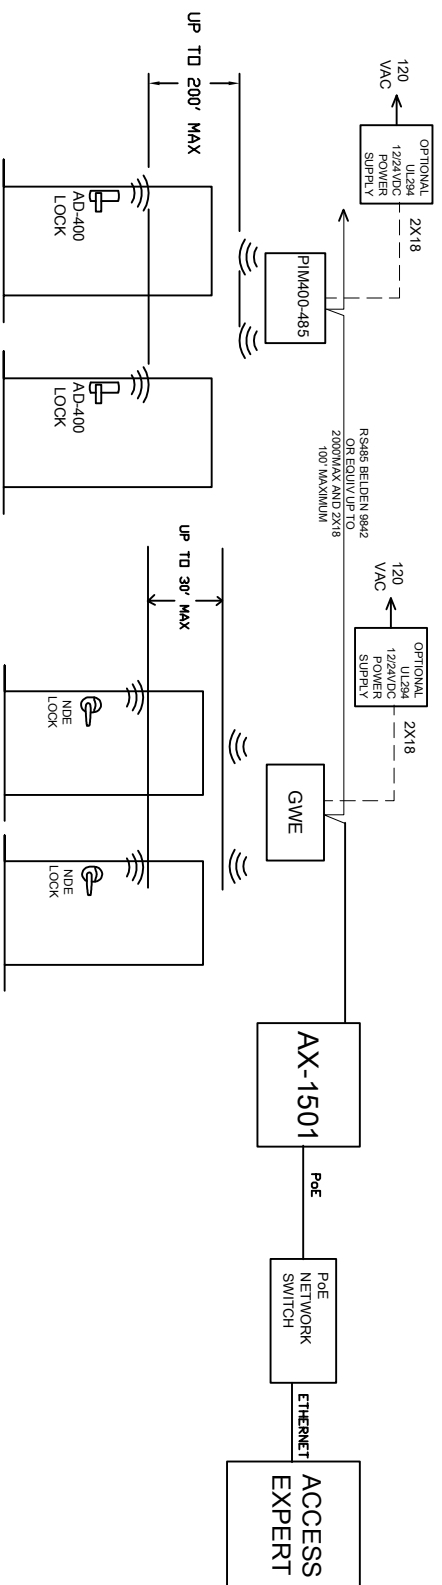 120
VAC
OPTIONAL
UL294
12/24VDC
POWER
SUPPLY
2X18
120
VAC
OPTIONAL
UL294
12/24VDC
POWER
SUPPLY
2X18
RS485 BELDEN 9842
OR EQUIV UP TO
2000'MAX AND 2X18
100' MAXIMUM
PIM400-485
GWE
AX-1501
PoE
PoE
NETWORK
SWITCH
ETHERNET
ACCESS
EXPERT
UP TO 200' MAX
UP TO 30' MAX
AD-400
LOCK
AD-400
LOCK
NDE
LOCK
NDE
LOCK